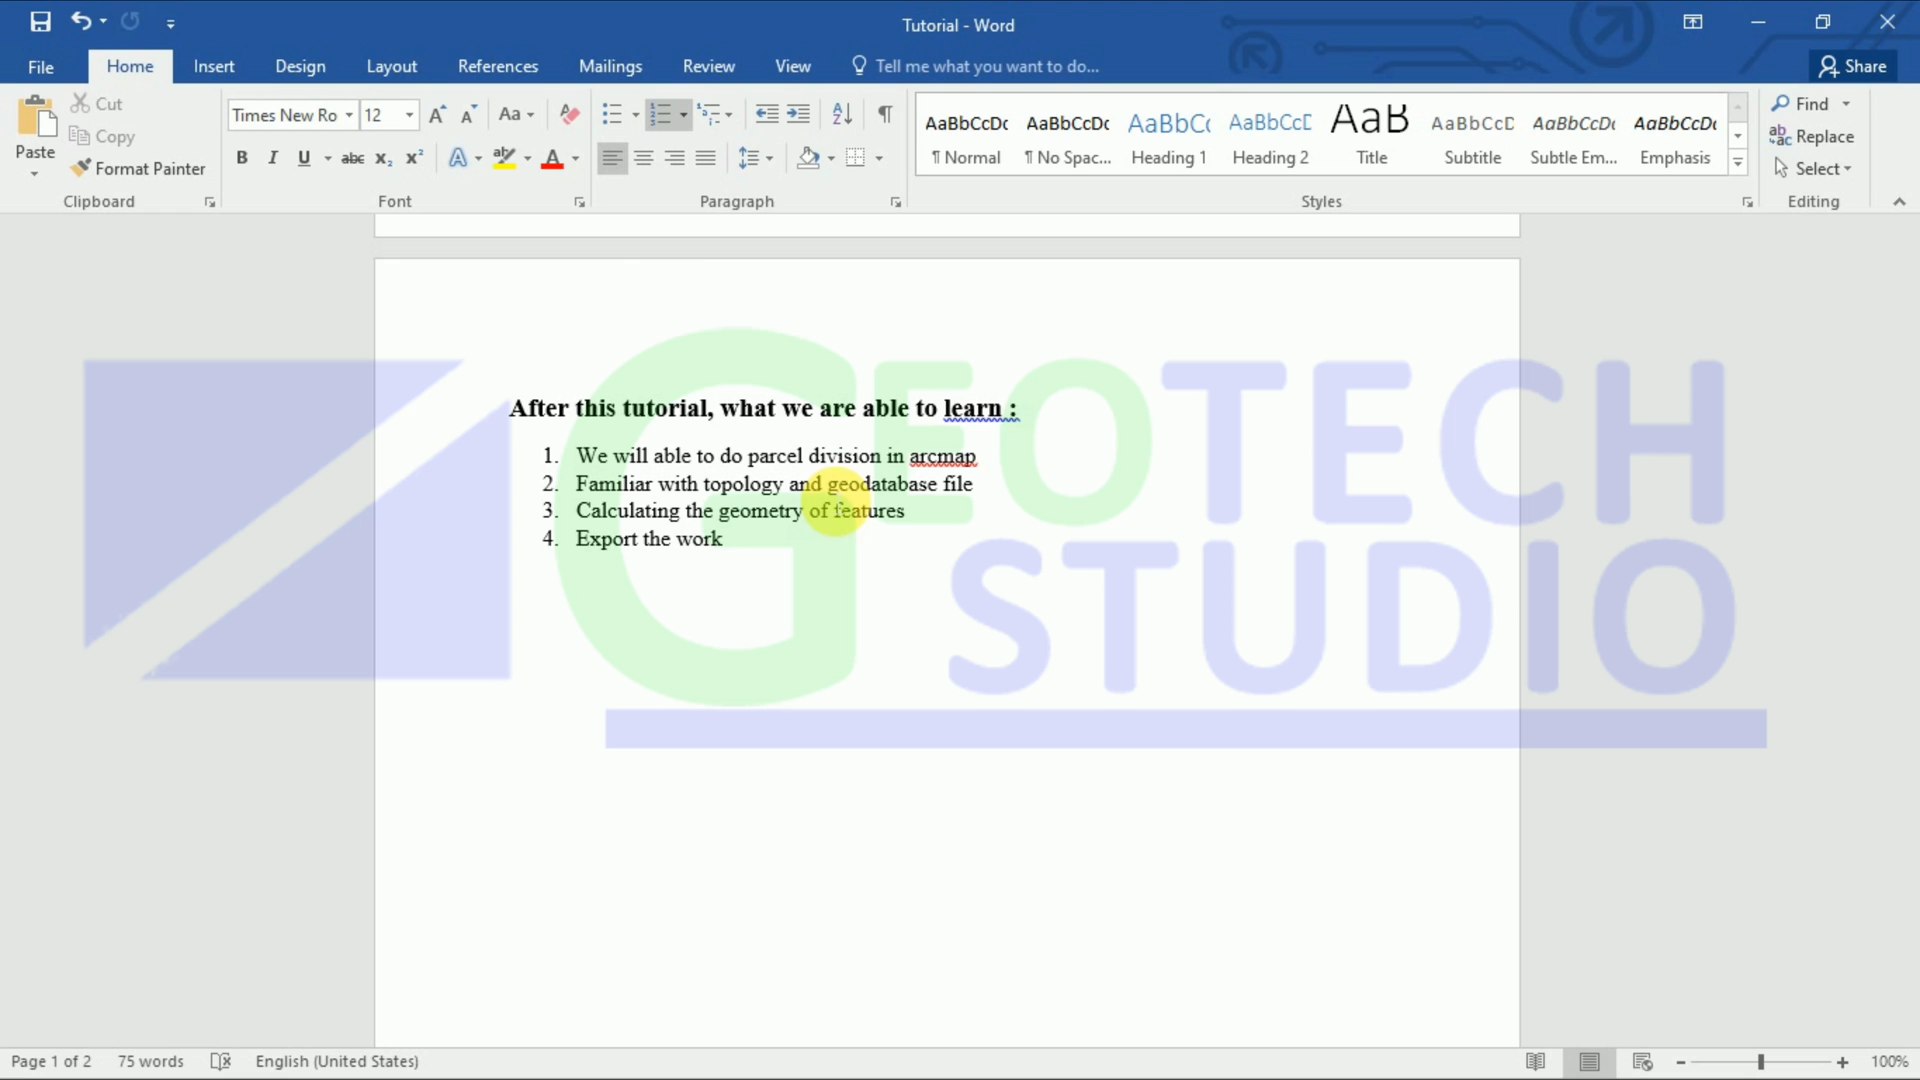 Tutorial - Word
File Home Insert Design Layout References Mailings Review View Tell me what you want to do... Share
Paste
Cut
Copy
Format Painter
Clipboard
Times New Ro 12
Font
Paragraph
AaBbCcDc AaBbCcDc AaBbC AaBbCcD AaB AaBbCcD AaBbCcDc AaBbCcDc
¶ Normal ¶ No Spac... Heading 1 Heading 2 Title Subtitle Subtle Em... Emphasis
Styles
Find
Replace
Select
Editing
After this tutorial, what we are able to learn :
1. We will able to do parcel division in arcmap
2. Familiar with topology and geodatabase file
3. Calculating the geometry of features
4. Export the work
GEOTECH
STUDIO
Page 1 of 2 75 words English (United States) 100%